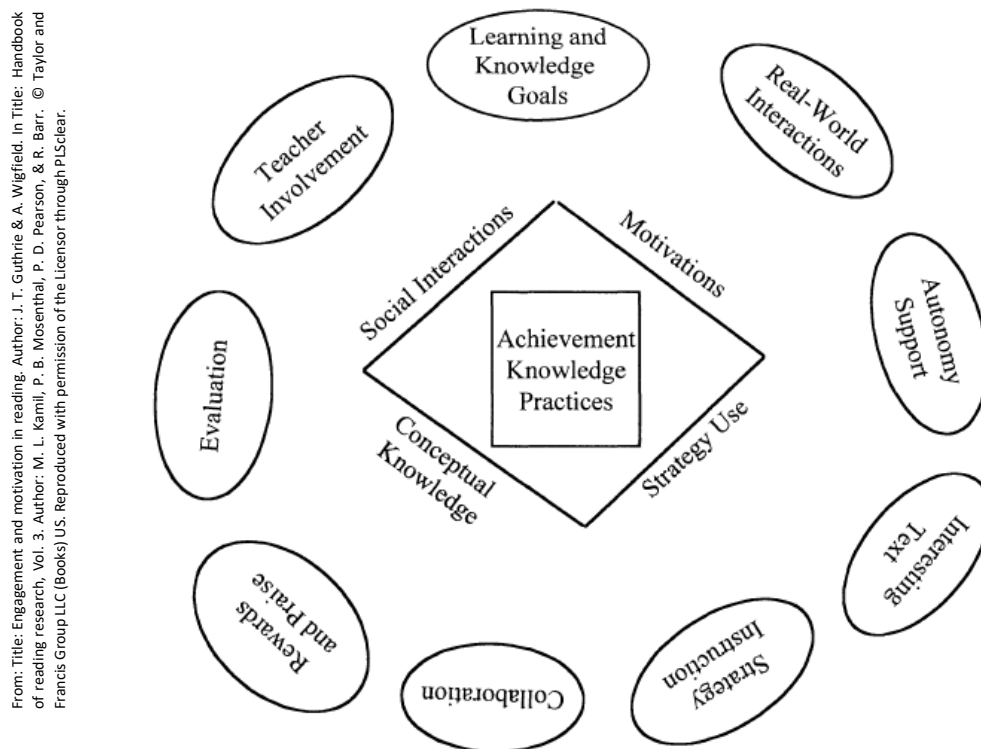 From: Title: Engagement and motivation in reading. Author: J. T. Guthrie & A. Wigfield. In Title: Handbook
of reading research, Vol. 3. Author: M. L. Kamil, P. B. Mosenthal, P. D. Pearson, & R. Barr. © Taylor and
Francis Group LLC (Books) US. Reproduced with permission of the Licensor through PLSclear.
Learning and
Knowledge
Goals
Real-World
Interactions
Autonomy
Support
Interesting
Text
Strategy
Instruction
Collaboration
Rewards
and Praise
Evaluation
Teacher
Involvement
Social Interactions
Motivations
Strategy Use
Conceptual
Knowledge
Achievement
Knowledge
Practices